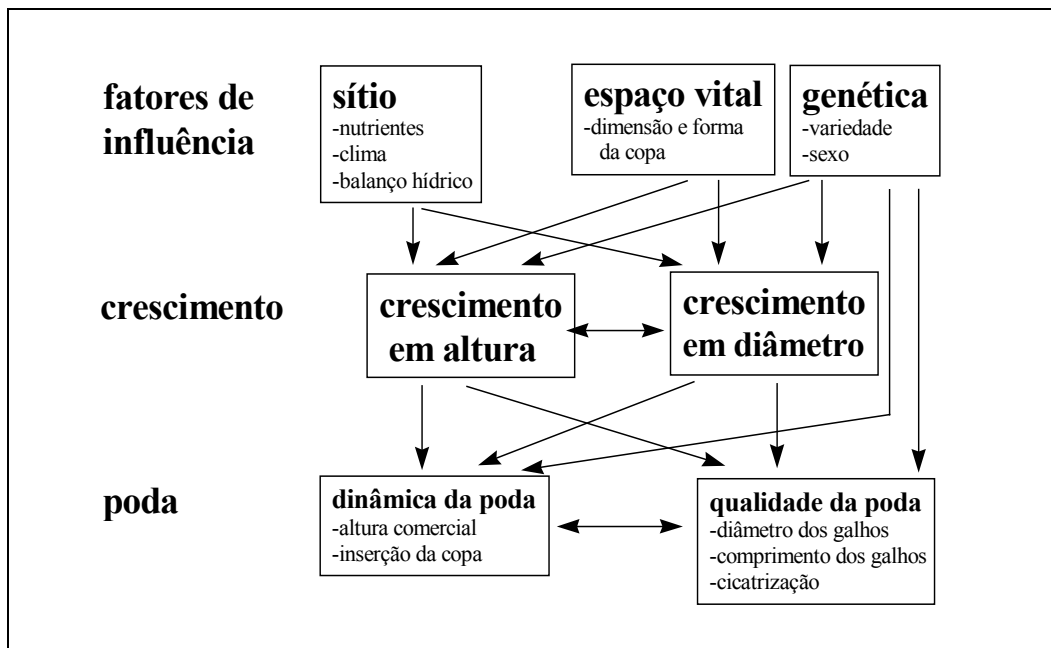 fatores de
influência
sítio
-nutrientes
-clima
-balanço hídrico
espaço vital
-dimensão e forma
da copa
genética
-variedade
-sexo
crescimento
crescimento
em altura
crescimento
em diâmetro
poda
dinâmica da poda
-altura comercial
-inserção da copa
qualidade da poda
-diâmetro dos galhos
-comprimento dos galhos
-cicatrização